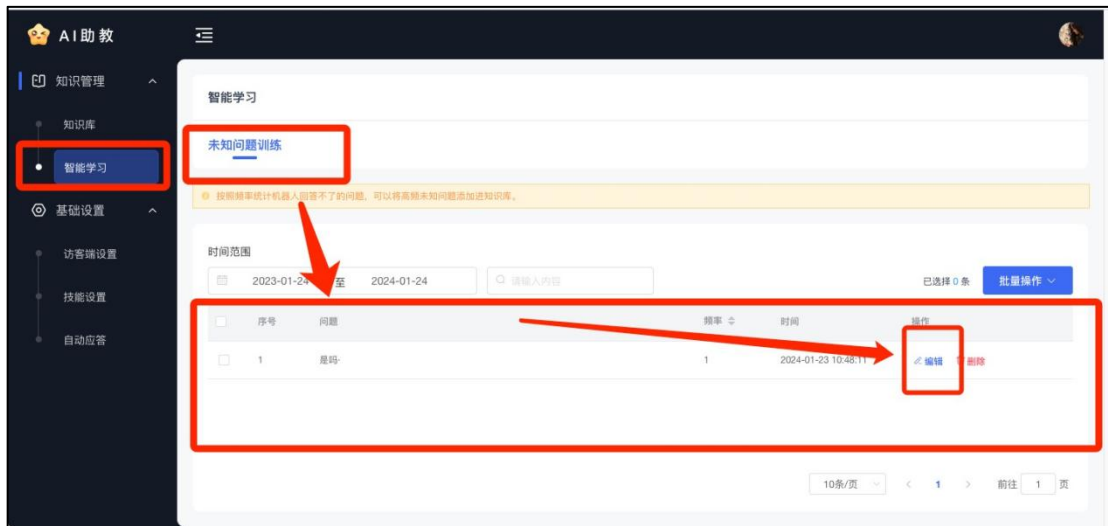 AI助教
知识管理
知识库
智能学习
基础设置
访客端设置
技能设置
自动应答
智能学习
未知问题训练
按照频率统计机器人回答不了的问题，可以将高频未知问题添加进知识库。
时间范围
2023-01-24 至 2024-01-24 请输入内容 已选择 0 条 批量操作
序号 问题 频率 时间 操作
1 是吗- 1 2024-01-23 10:48:11 编辑 删除
10条/页 < 1 > 前往 1 页